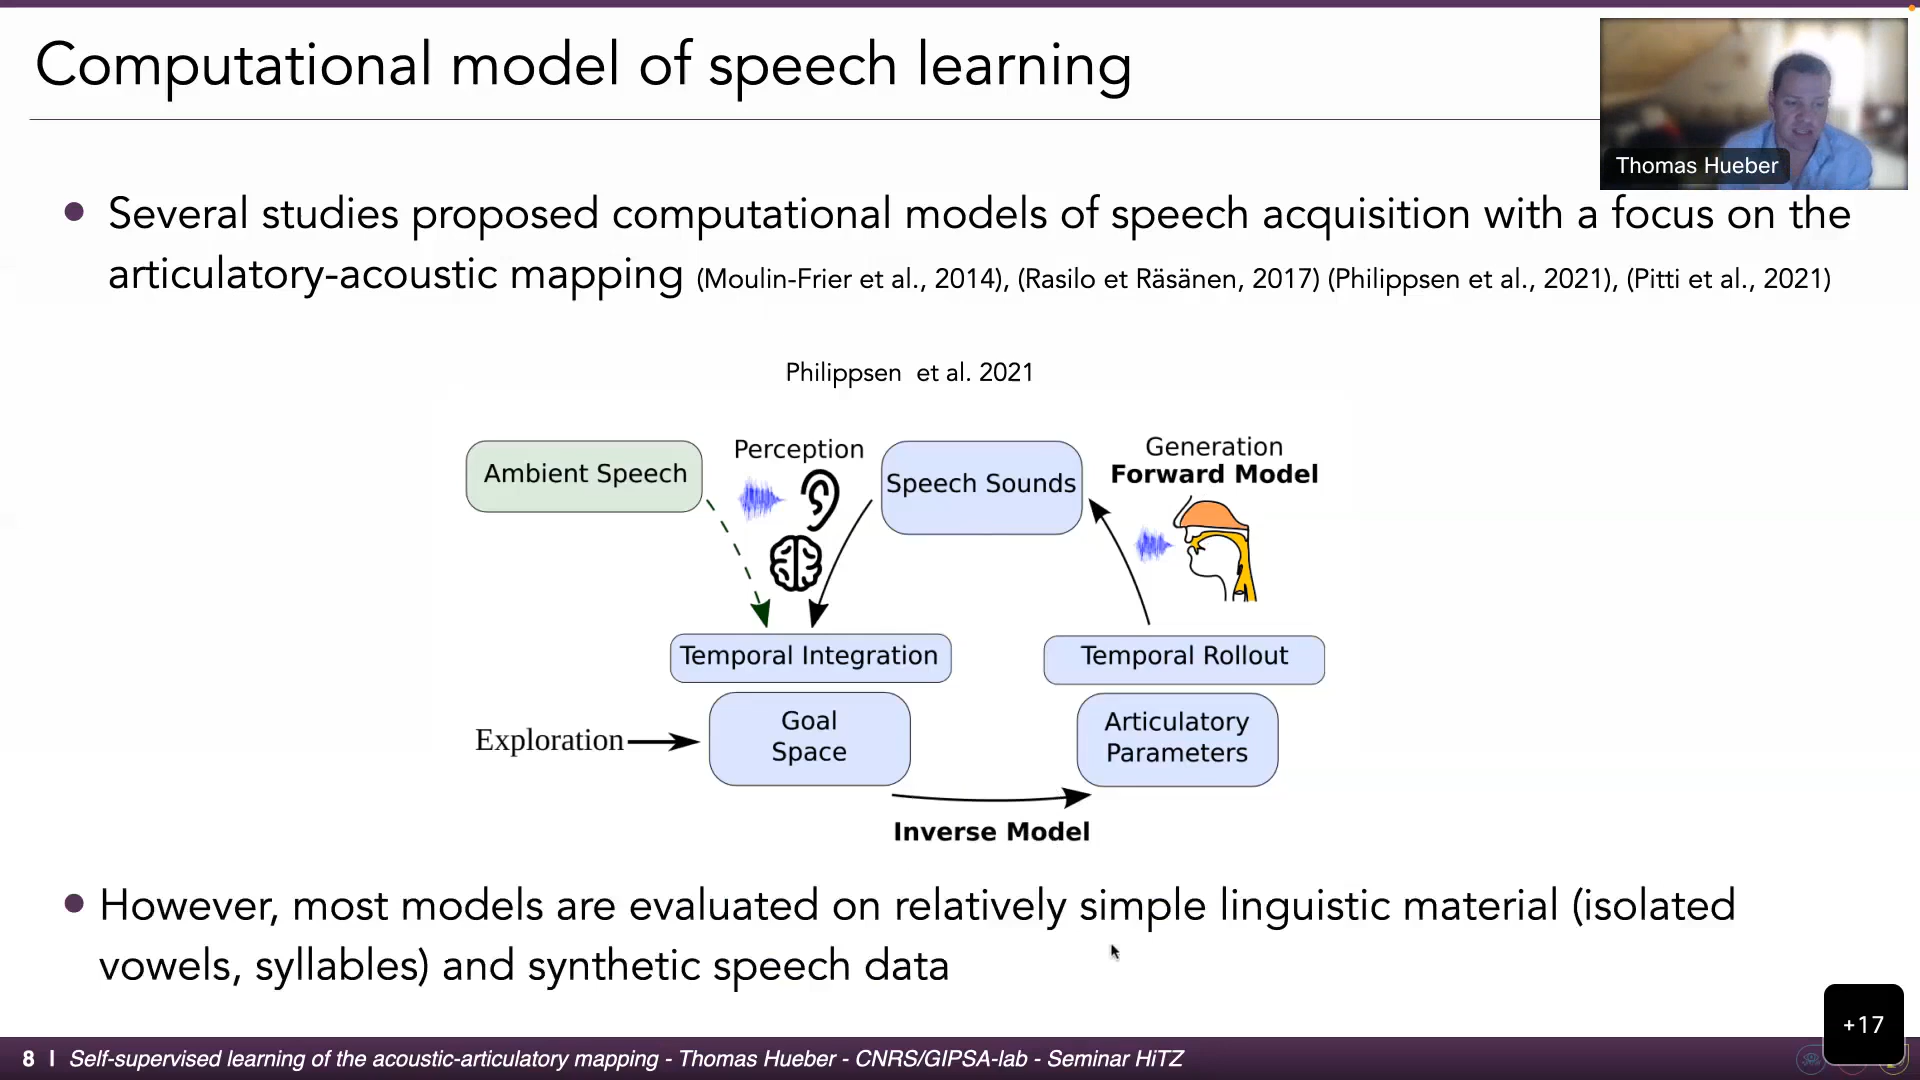 Computational model of speech learning
Thomas Hueber
Several studies proposed computational models of speech acquisition with a focus on the
articulatory-acoustic mapping (Moulin-Frier et al., 2014), (Rasilo et Räsänen, 2017) (Philippsen et al., 2021), (Pitti et al., 2021)
Philippsen et al. 2021
Ambient Speech
Perception
Speech Sounds
Generation
Forward Model
Temporal Integration
Temporal Rollout
Exploration
Goal
Space
Articulatory
Parameters
Inverse Model
However, most models are evaluated on relatively simple linguistic material (isolated
vowels, syllables) and synthetic speech data
+17
8 | Self-supervised learning of the acoustic-articulatory mapping - Thomas Hueber - CNRS/GIPSA-lab - Seminar HiTZ